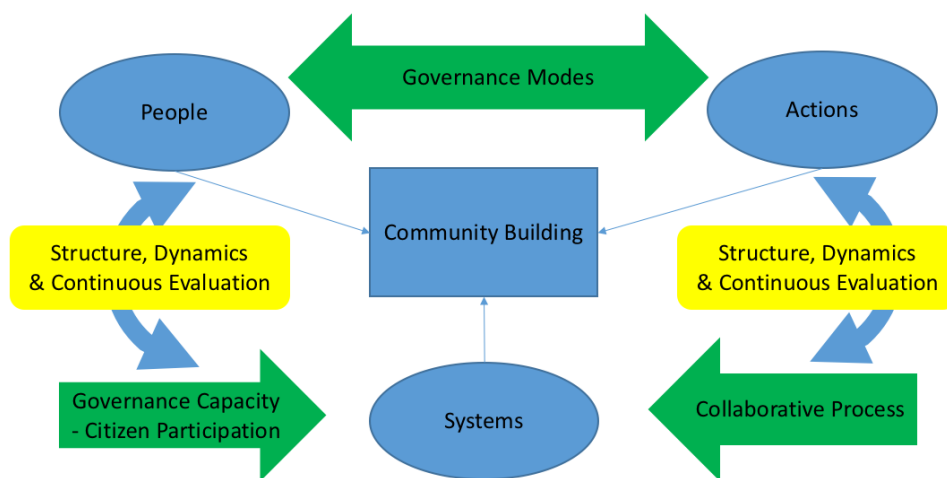 Governance Modes
People
Actions
Community Building
Structure, Dynamics
& Continuous Evaluation
Structure, Dynamics
& Continuous Evaluation
Governance Capacity
- Citizen Participation
Systems
Collaborative Process